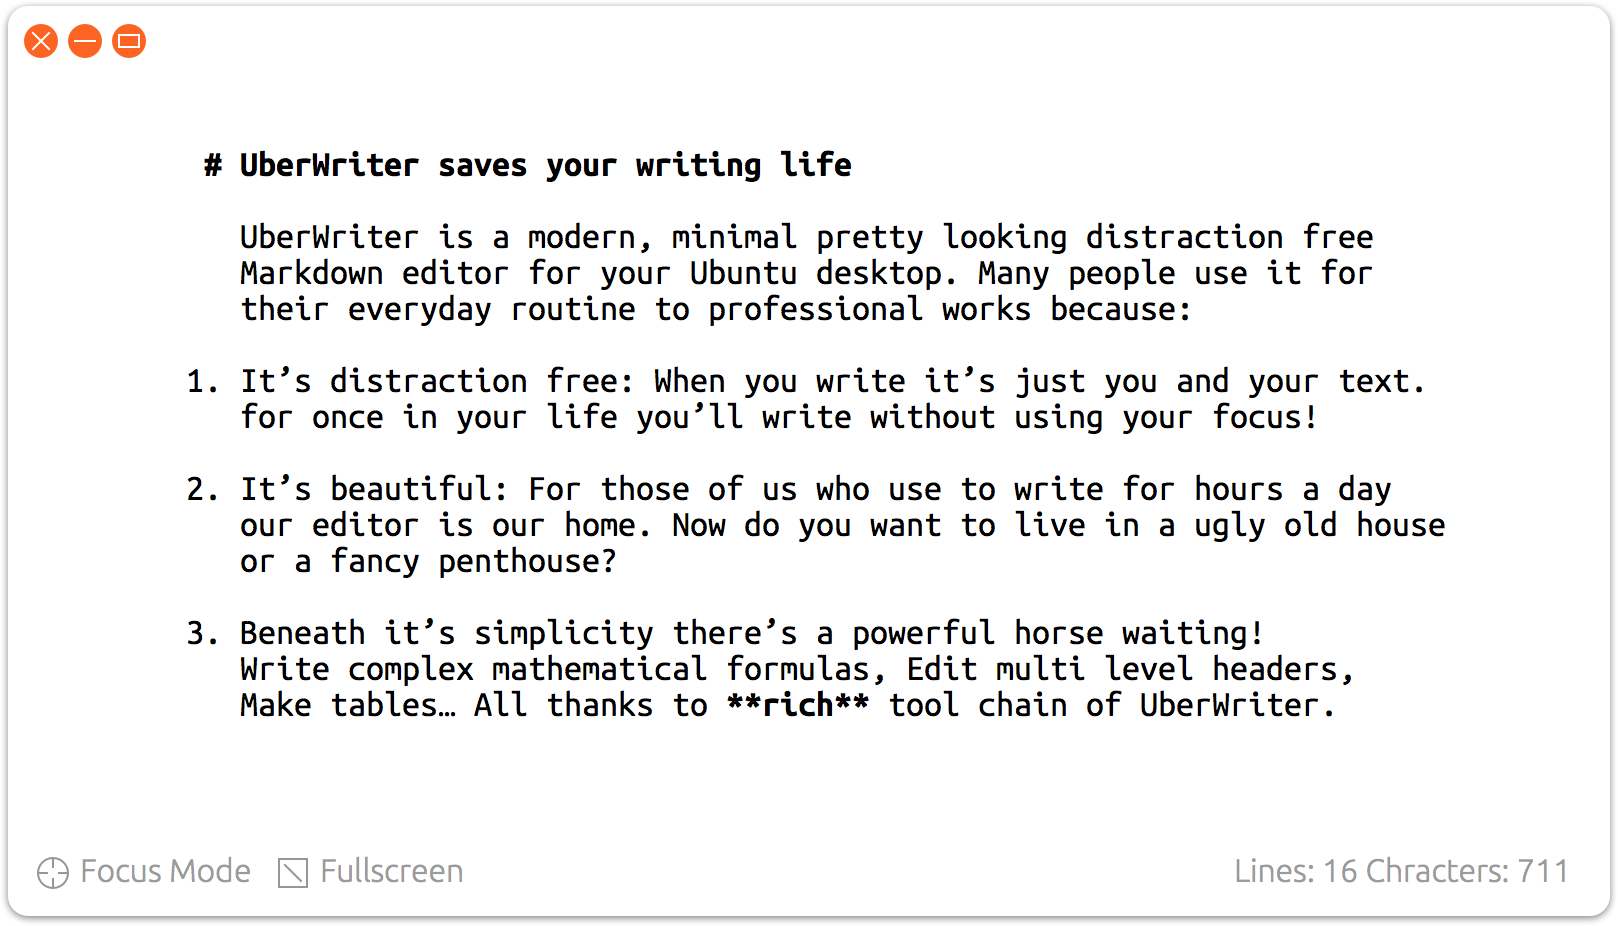 # UberWriter saves your writing life
UberWriter is a modern, minimal pretty looking distraction free
Markdown editor for your Ubuntu desktop. Many people use it for
their everyday routine to professional works because:
1. It’s distraction free: When you write it’s just you and your text.
for once in your life you’ll write without using your focus!
2. It’s beautiful: For those of us who use to write for hours a day
our editor is our home. Now do you want to live in a ugly old house
or a fancy penthouse?
3. Beneath it’s simplicity there’s a powerful horse waiting!
Write complex mathematical formulas, Edit multi level headers,
Make tables… All thanks to **rich** tool chain of UberWriter.
Focus Mode Fullscreen Lines: 16 Chracters: 711